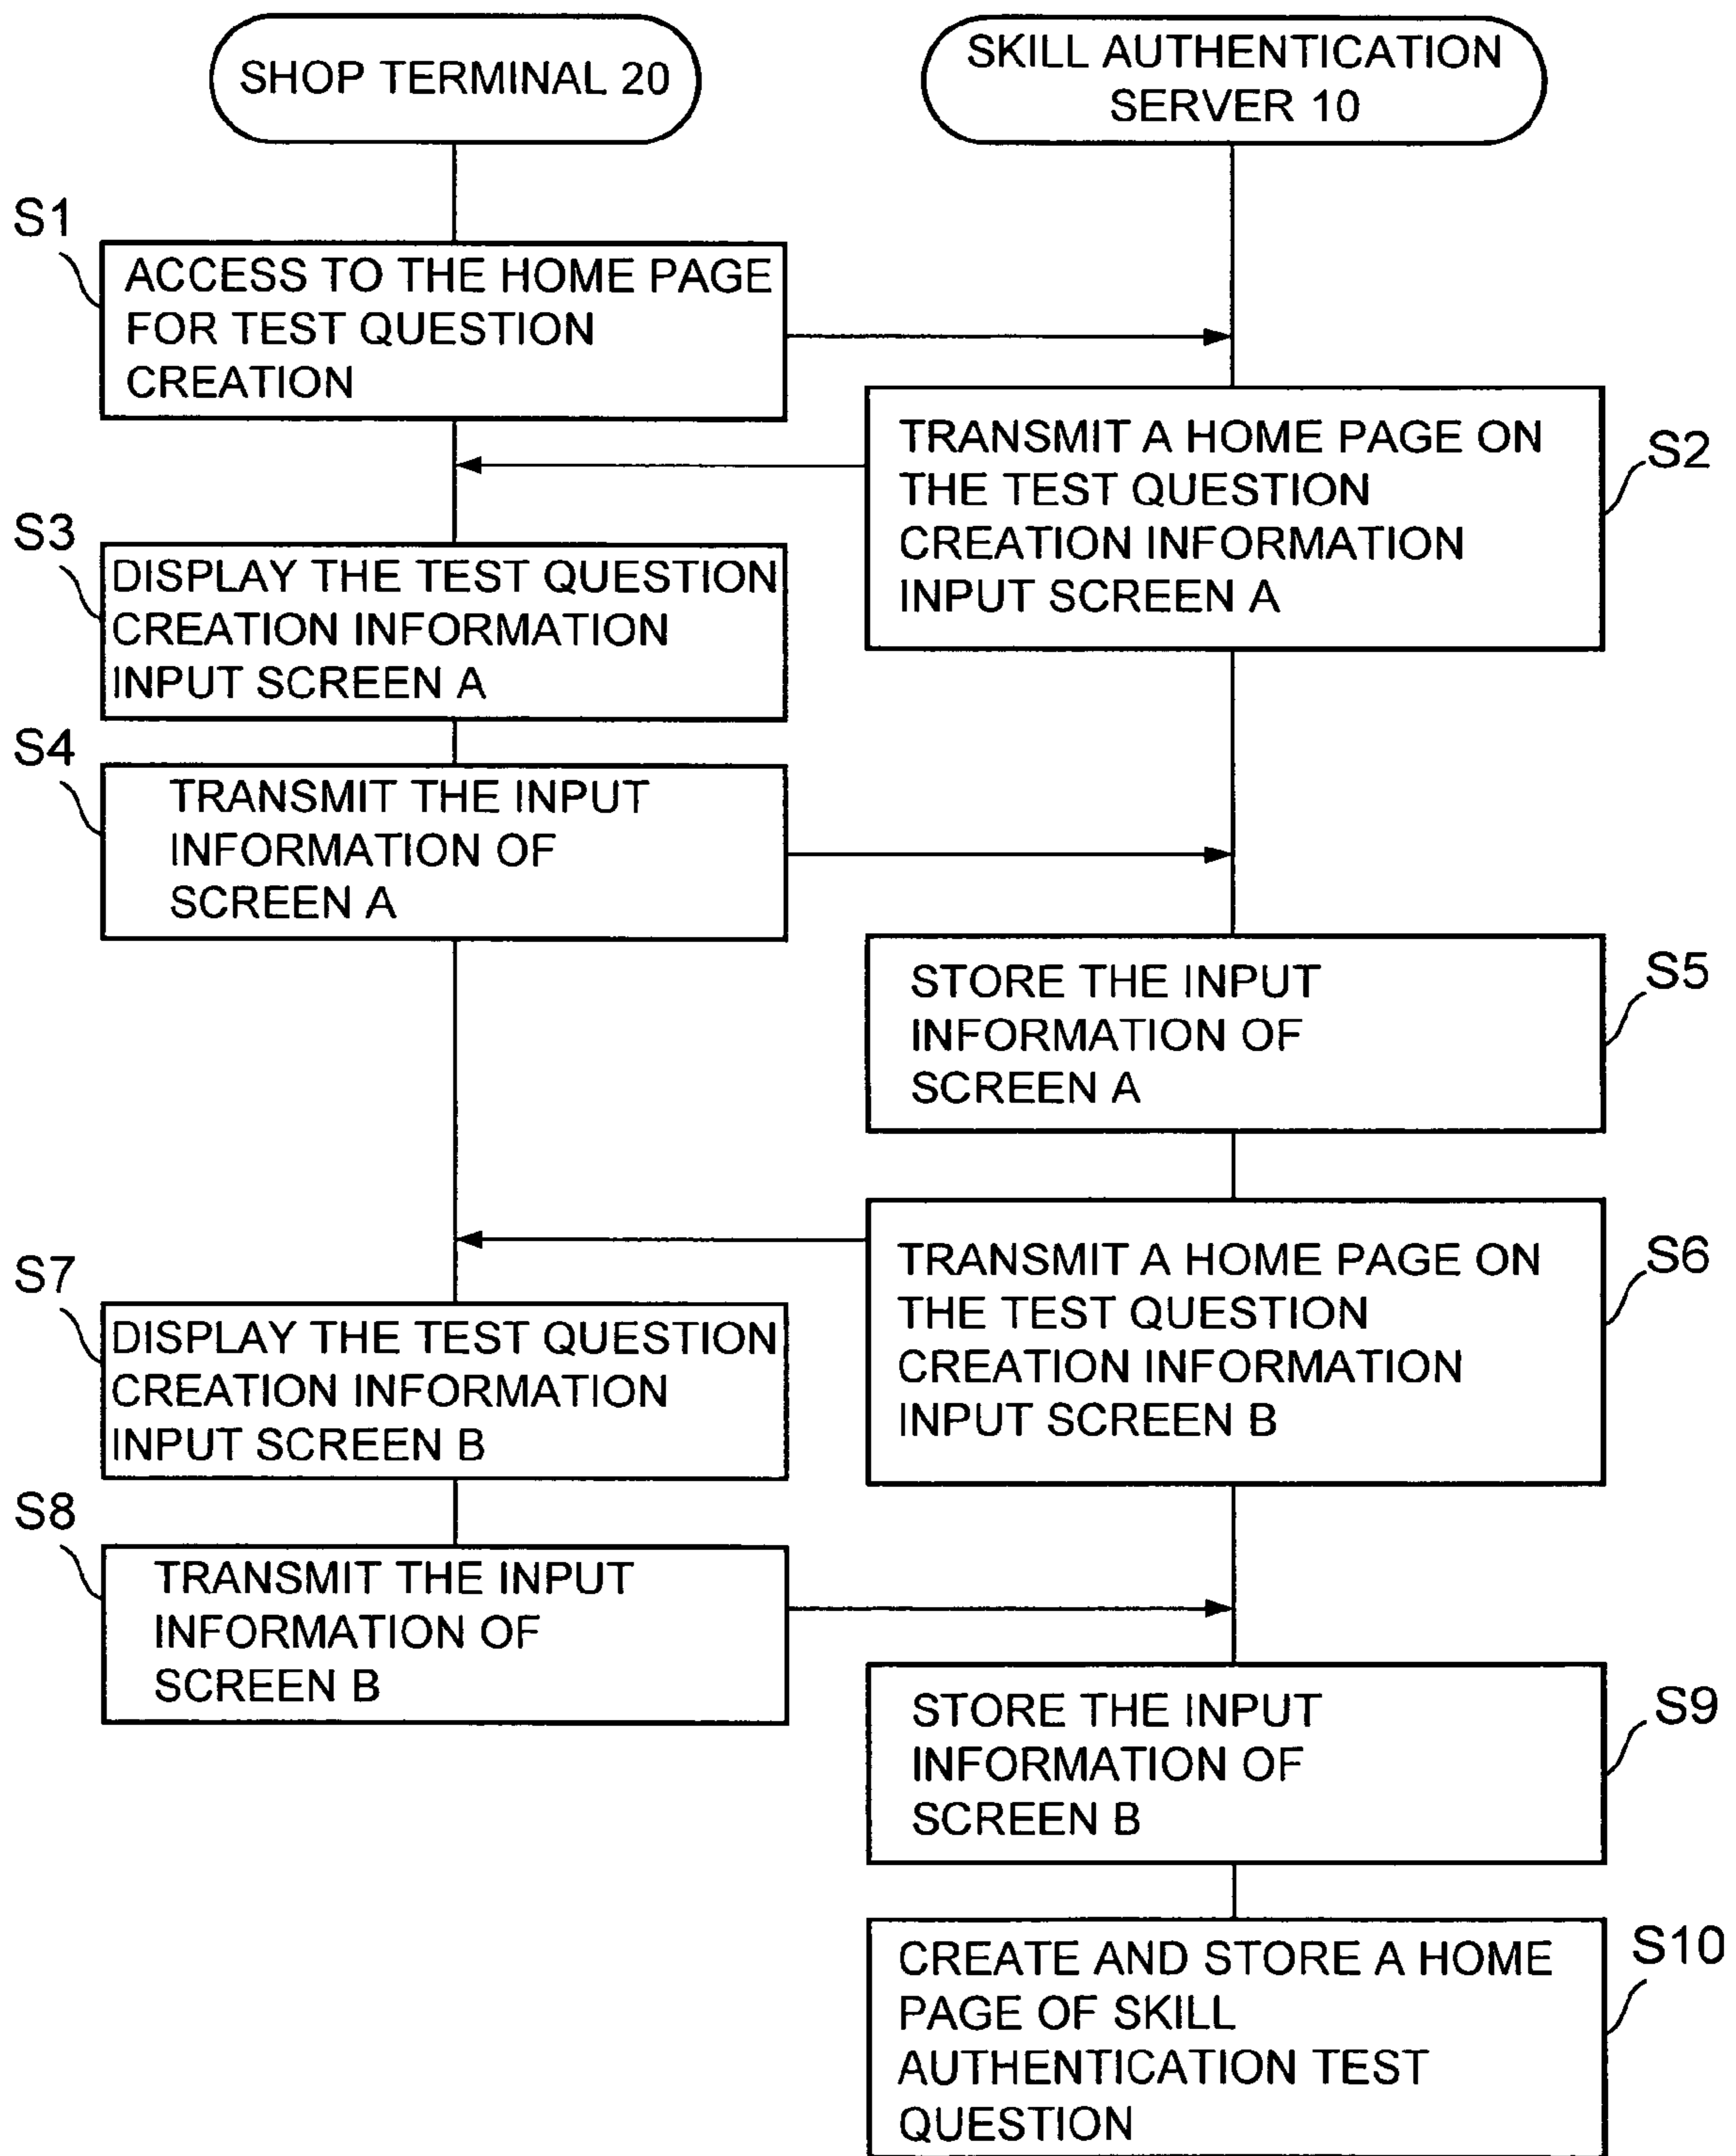 SHOP TERMINAL 20
SKILL AUTHENTICATION
SERVER 10
S1
ACCESS TO THE HOME PAGE
FOR TEST QUESTION
CREATION
TRANSMIT A HOME PAGE ON
THE TEST QUESTION
CREATION INFORMATION
INPUT SCREEN A
S2
S3
DISPLAY THE TEST QUESTION
CREATION INFORMATION
INPUT SCREEN A
S4
TRANSMIT THE INPUT
INFORMATION OF
SCREEN A
STORE THE INPUT
INFORMATION OF
SCREEN A
S5
TRANSMIT A HOME PAGE ON
THE TEST QUESTION
CREATION INFORMATION
INPUT SCREEN B
S6
S7
DISPLAY THE TEST QUESTION
CREATION INFORMATION
INPUT SCREEN B
S8
TRANSMIT THE INPUT
INFORMATION OF
SCREEN B
STORE THE INPUT
INFORMATION OF
SCREEN B
S9
CREATE AND STORE A HOME
PAGE OF SKILL
AUTHENTICATION TEST
QUESTION
S10